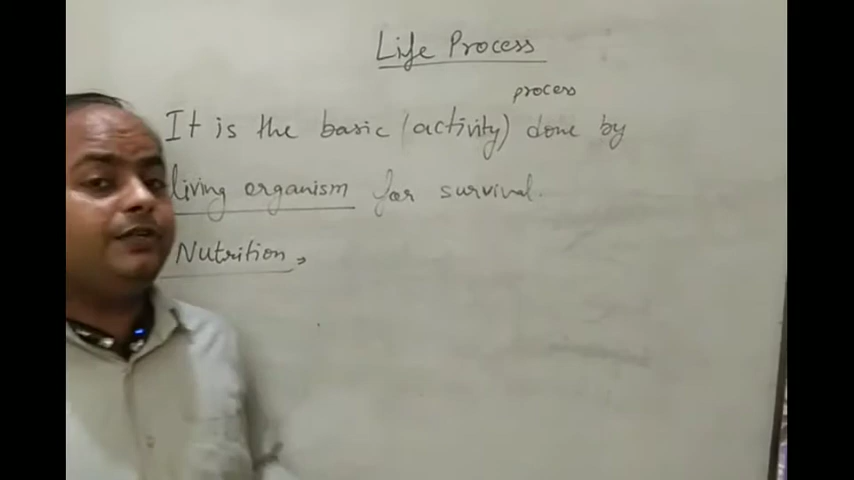 Life Process
process
It is the basic (activity) done by
living organism for survival.
Nutrition,